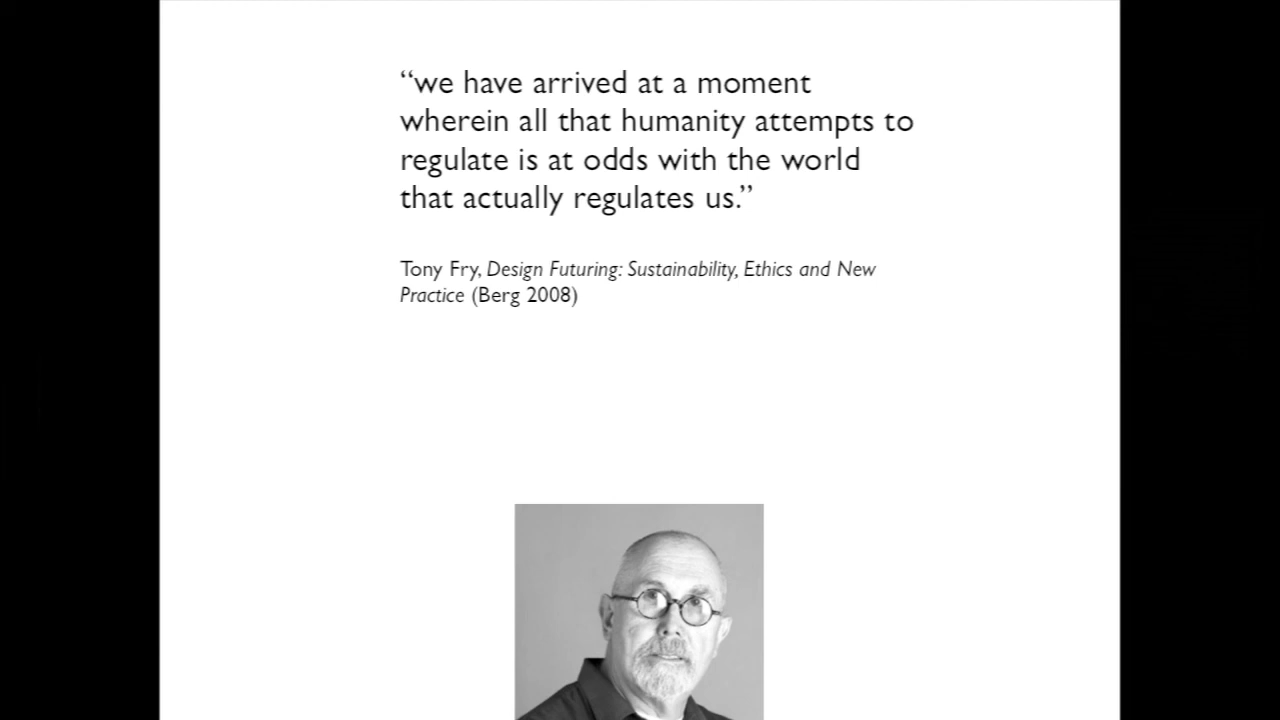 “we have arrived at a moment
wherein all that humanity attempts to
regulate is at odds with the world
that actually regulates us.”
Tony Fry, Design Futuring: Sustainability, Ethics and New
Practice (Berg 2008)